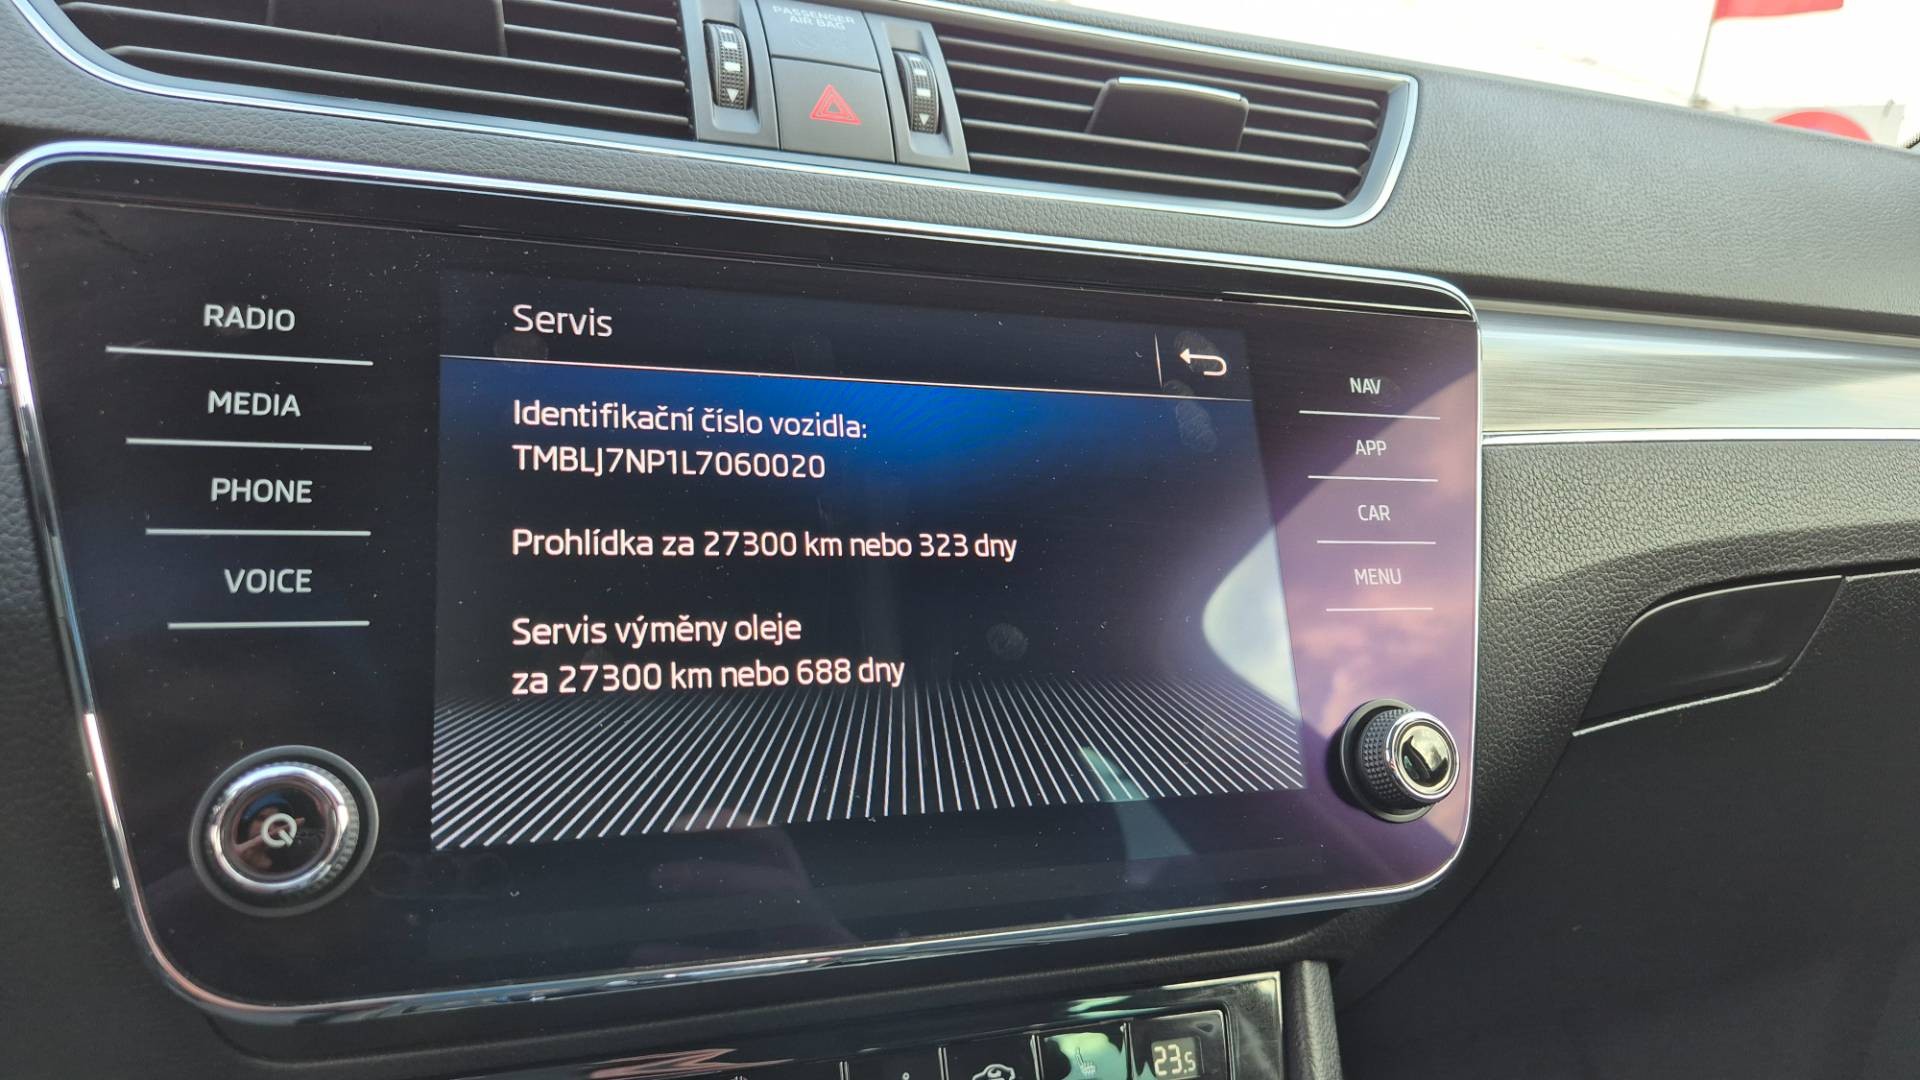 PASSENGER
AIR BAG
RADIO
MEDIA
PHONE
VOICE
Servis
Identifikační číslo vozidla:
TMBLJ7NP1L7060020
Prohlídka za 27300 km nebo 323 dny
Servis výměny oleje
za 27300 km nebo 688 dny
NAV
APP
CAR
MENU
23.5